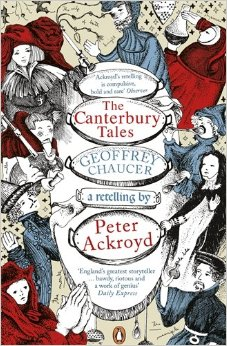 'Ackroyd's retelling
is compulsive,
bold and rare' Observer
The
Canterbury
Tales
GEOFFREY
CHAUCER
a retelling by
Peter
Ackroyd
'England's greatest storyteller
... bawdy, riotous and
a work of genius'
Daily Express